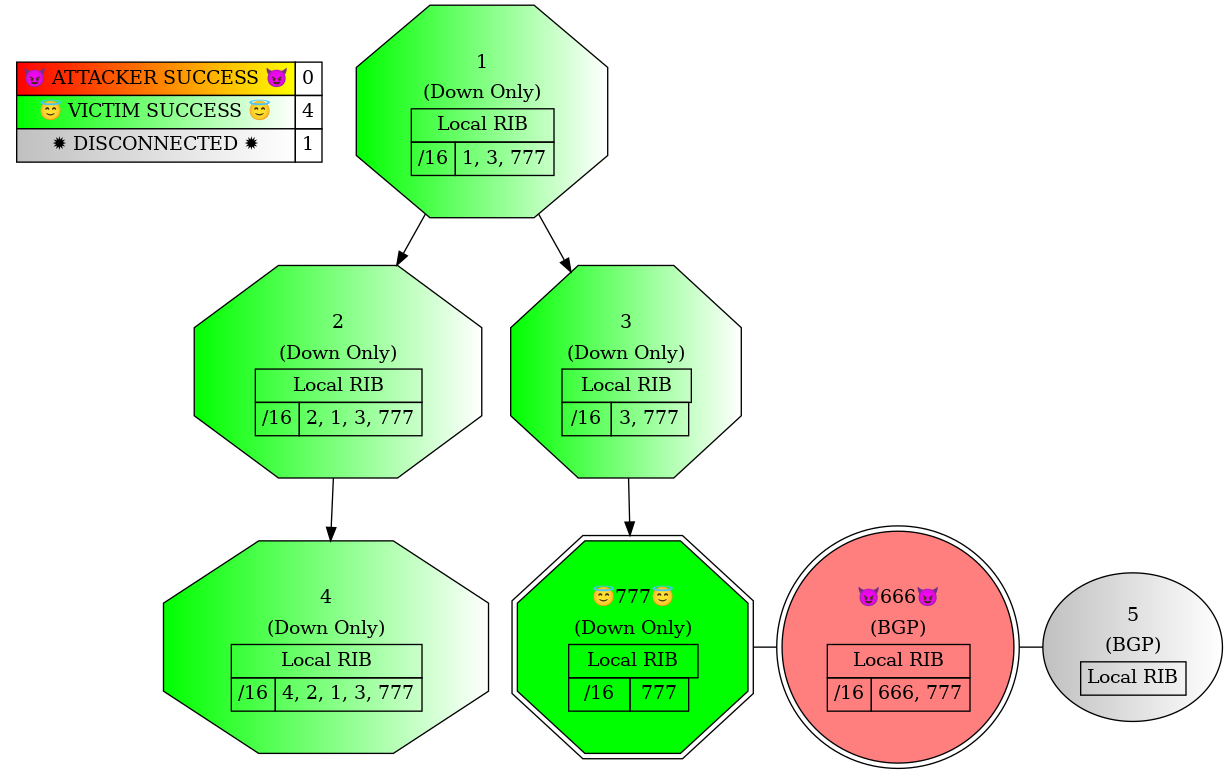 😈 ATTACKER SUCCESS 😈 0
😇 VICTIM SUCCESS 😇 4
✹ DISCONNECTED ✹ 1
1
(Down Only)
Local RIB
/16 1, 3, 777
2
(Down Only)
Local RIB
/16 2, 1, 3, 777
3
(Down Only)
Local RIB
/16 3, 777
4
(Down Only)
Local RIB
/16 4, 2, 1, 3, 777
😇777😇
(Down Only)
Local RIB
/16 777
😈666😈
(BGP)
Local RIB
/16 666, 777
5
(BGP)
Local RIB